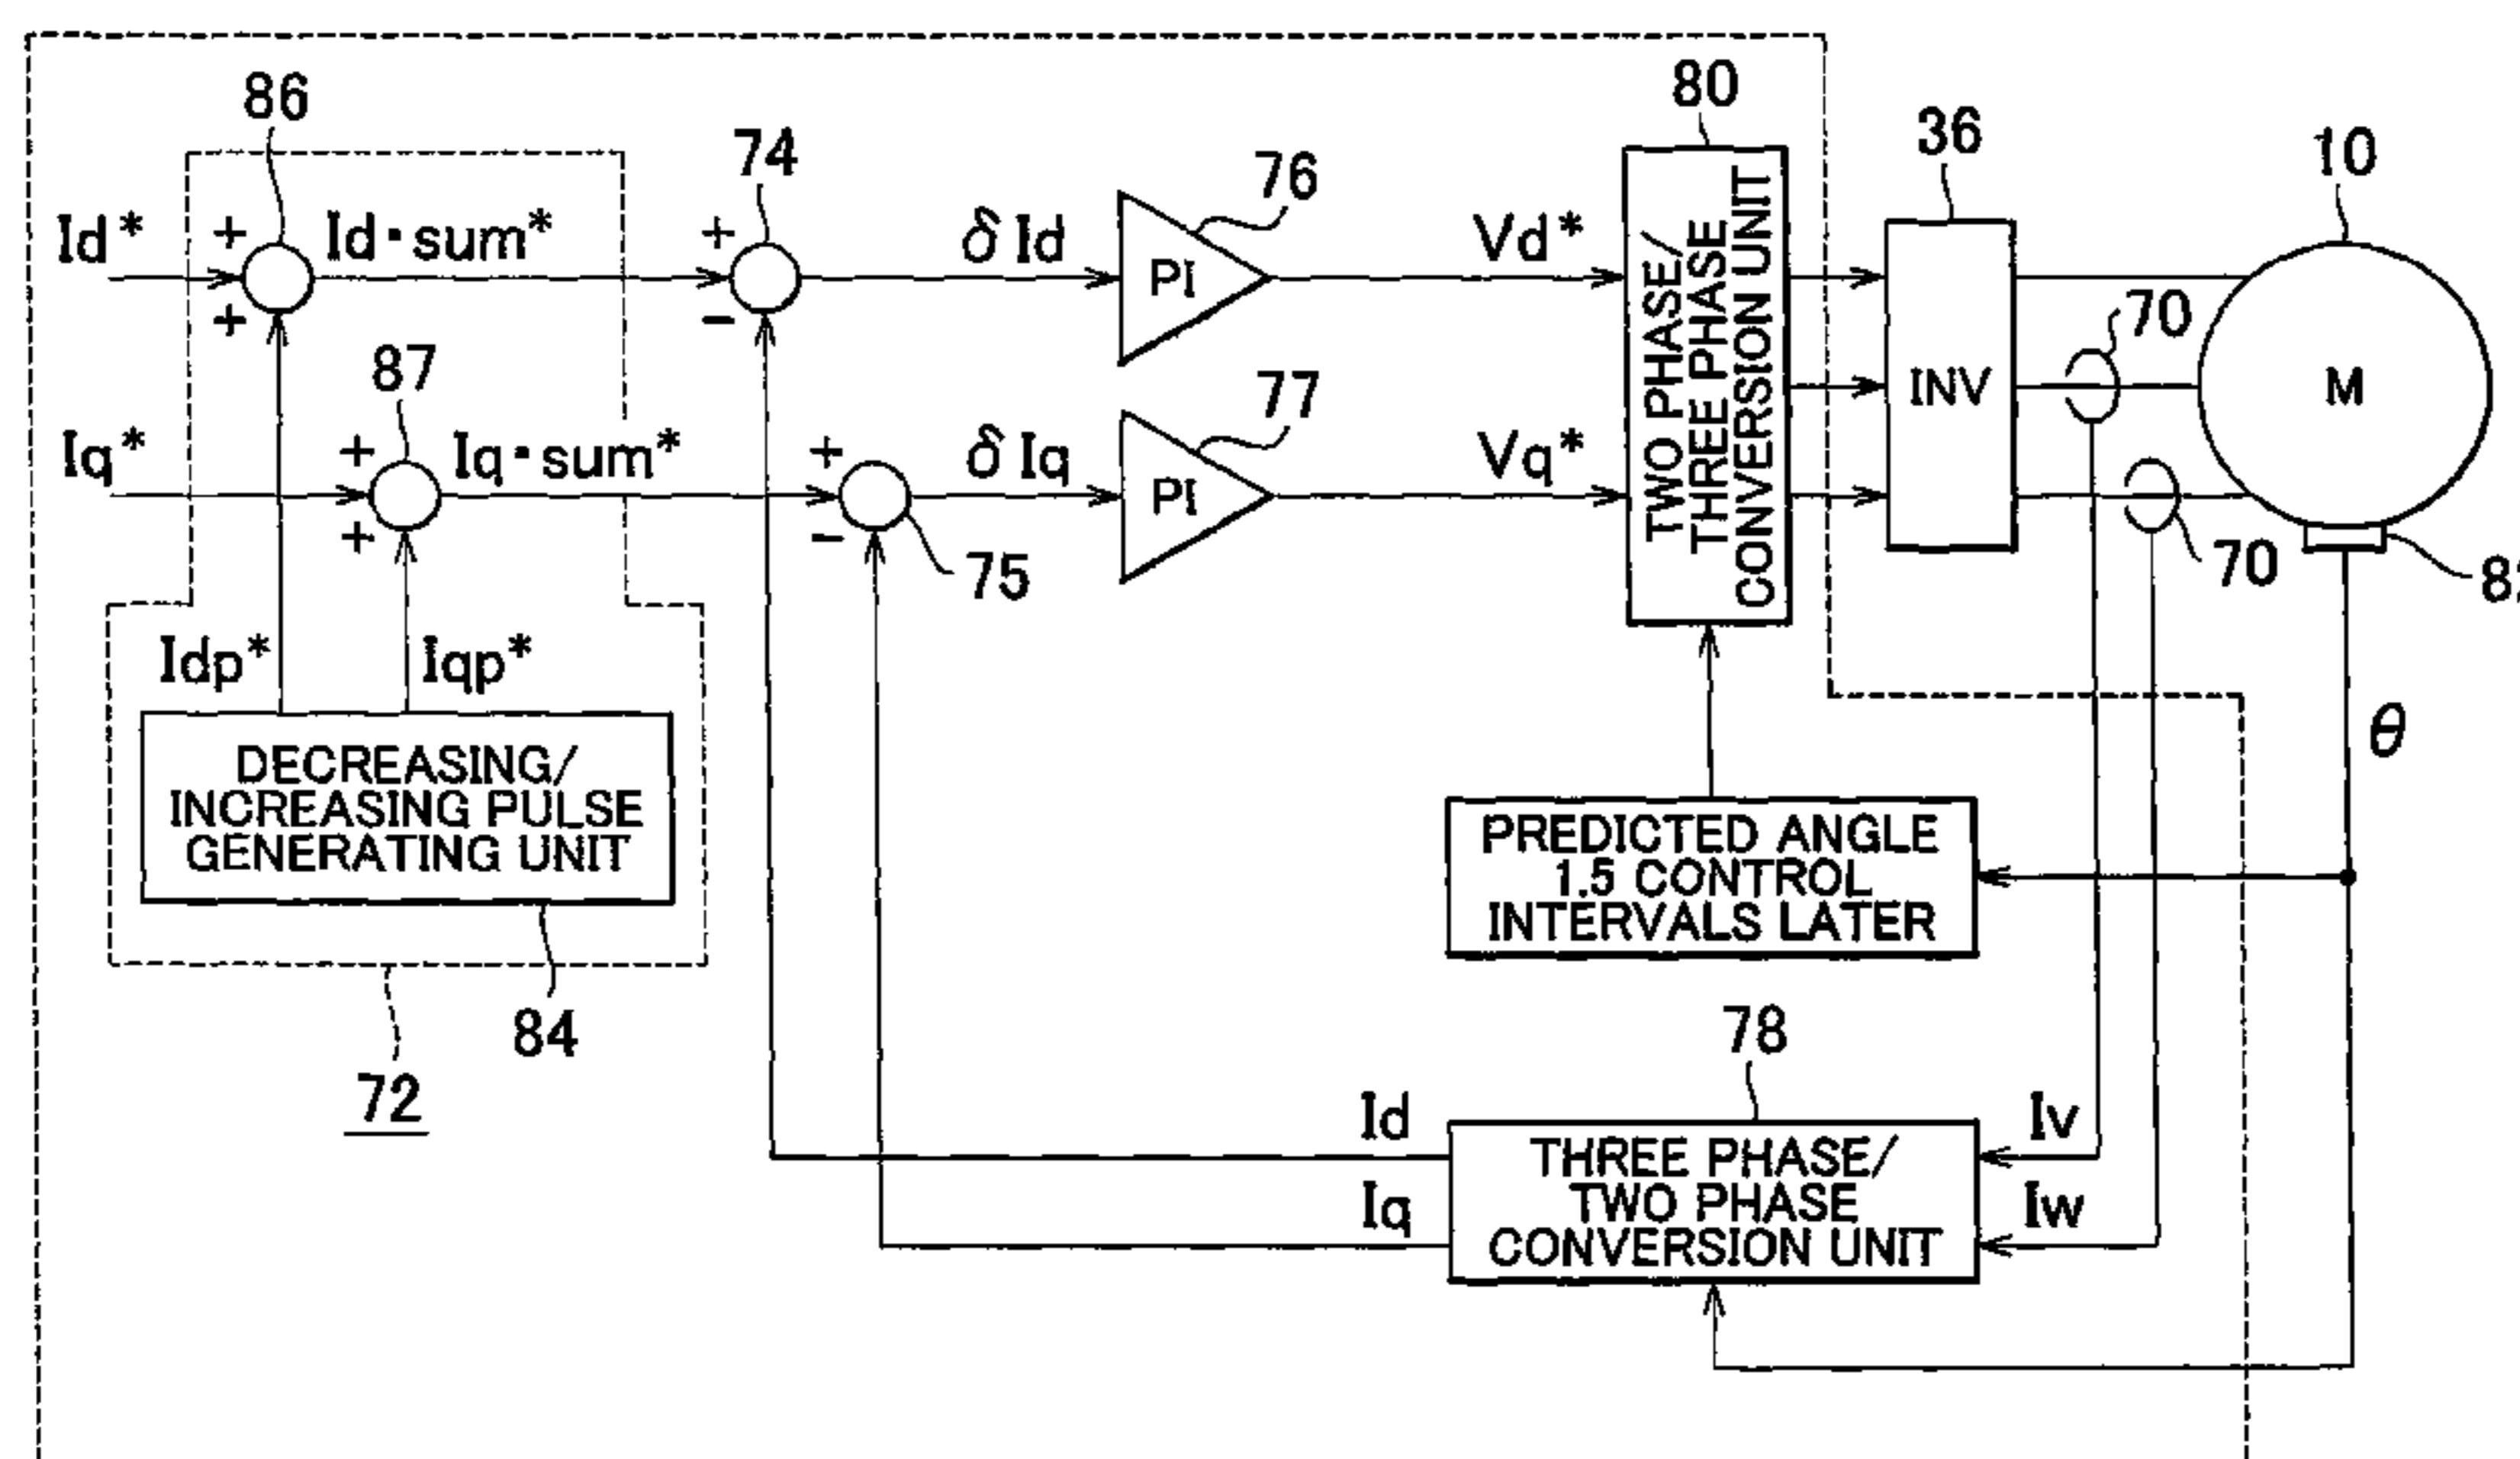 86
74
76
80
36
10
Id*
+
+
Id・sum*
+
-
δId
PI
Vd*
TWO PHASE/
THREE PHASE
CONVERSION UNIT
INV
70
M
87
77
Iq*
+
+
Iq・sum*
+
-
δIq
PI
Vq*
75
70
Idp*
Iqp*
θ
DECREASING/
INCREASING PULSE
GENERATING UNIT
PREDICTED ANGLE
1.5 CONTROL
INTERVALS LATER
84
72
78
Id
Iq
THREE PHASE/
TWO PHASE
CONVERSION UNIT
Iv
Iw